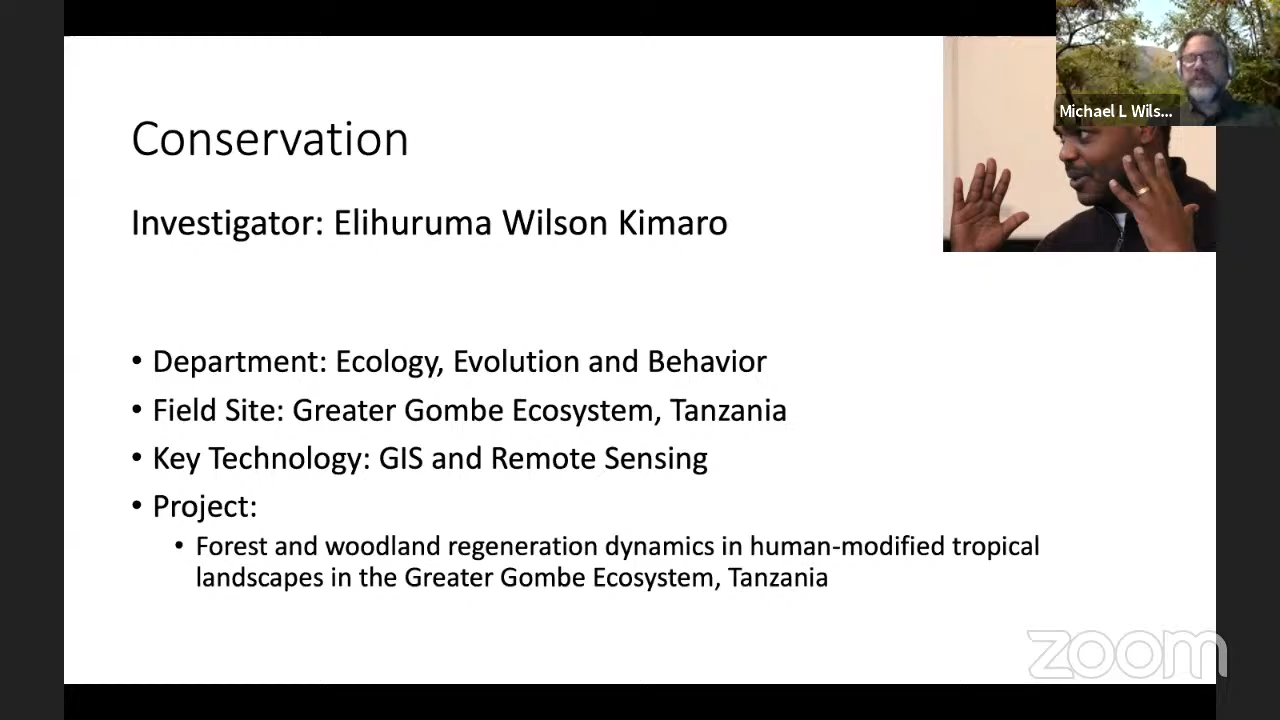 Michael L Wils...
Conservation
Investigator: Elihuruma Wilson Kimaro
• Department: Ecology, Evolution and Behavior
• Field Site: Greater Gombe Ecosystem, Tanzania
• Key Technology: GIS and Remote Sensing
• Project:
• Forest and woodland regeneration dynamics in human-modified tropical
landscapes in the Greater Gombe Ecosystem, Tanzania
zoom